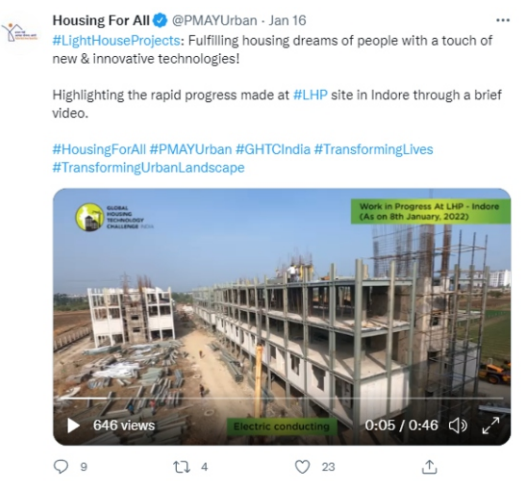 Housing For All @PMAYUrban · Jan 16
#LightHouseProjects: Fulfilling housing dreams of people with a touch of
new & innovative technologies!
Highlighting the rapid progress made at #LHP site in Indore through a brief
video.
#HousingForAll #PMAYUrban #GHTCIndia #TransformingLives
#TransformingUrbanLandscape
GLOBAL
HOUSING
TECHNOLOGY
CHALLENGE INDIA
Work in Progress At LHP - Indore
(As on 8th January, 2022)
646 views
Electric conducting
0:05 / 0:46
9 4 23